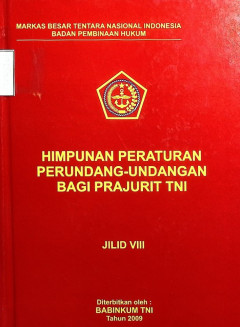 MARKAS BESAR TENTARA NASIONAL INDONESIA
BADAN PEMBINAAN HUKUM
HIMPUNAN PERATURAN
PERUNDANG-UNDANGAN
BAGI PRAJURIT TNI
JILID VIII
Diterbitkan oleh :
BABINKUM TNI
Tahun 2009